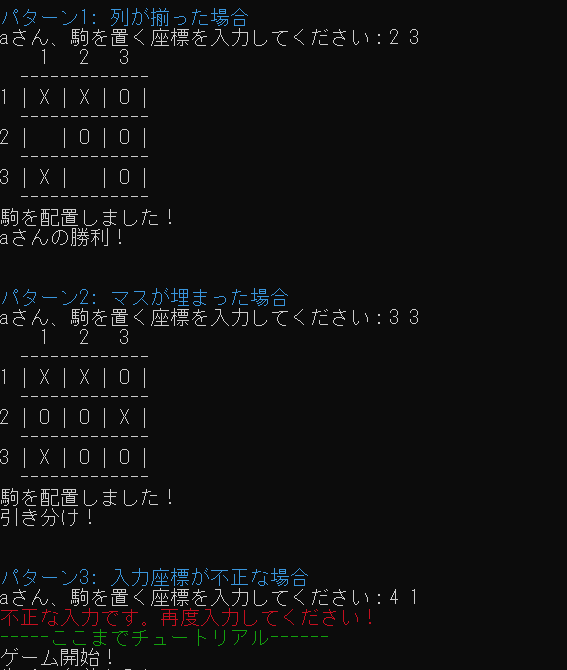 パターン1: 列が揃った場合
aさん、駒を置く座標を入力してください：2 3
1 2 3
-------------
1 | X | X | O |
-------------
2 | | O | O |
-------------
3 | X | | O |
-------------
駒を配置しました！
aさんの勝利！
パターン2: マスが埋まった場合
aさん、駒を置く座標を入力してください：3 3
1 2 3
-------------
1 | X | X | O |
-------------
2 | O | O | X |
-------------
3 | X | O | O |
-------------
駒を配置しました！
引き分け！
パターン3: 入力座標が不正な場合
aさん、駒を置く座標を入力してください：4 1
不正な入力です。再度入力してください！
-----ここまでチュートリアル------
ゲーム開始！